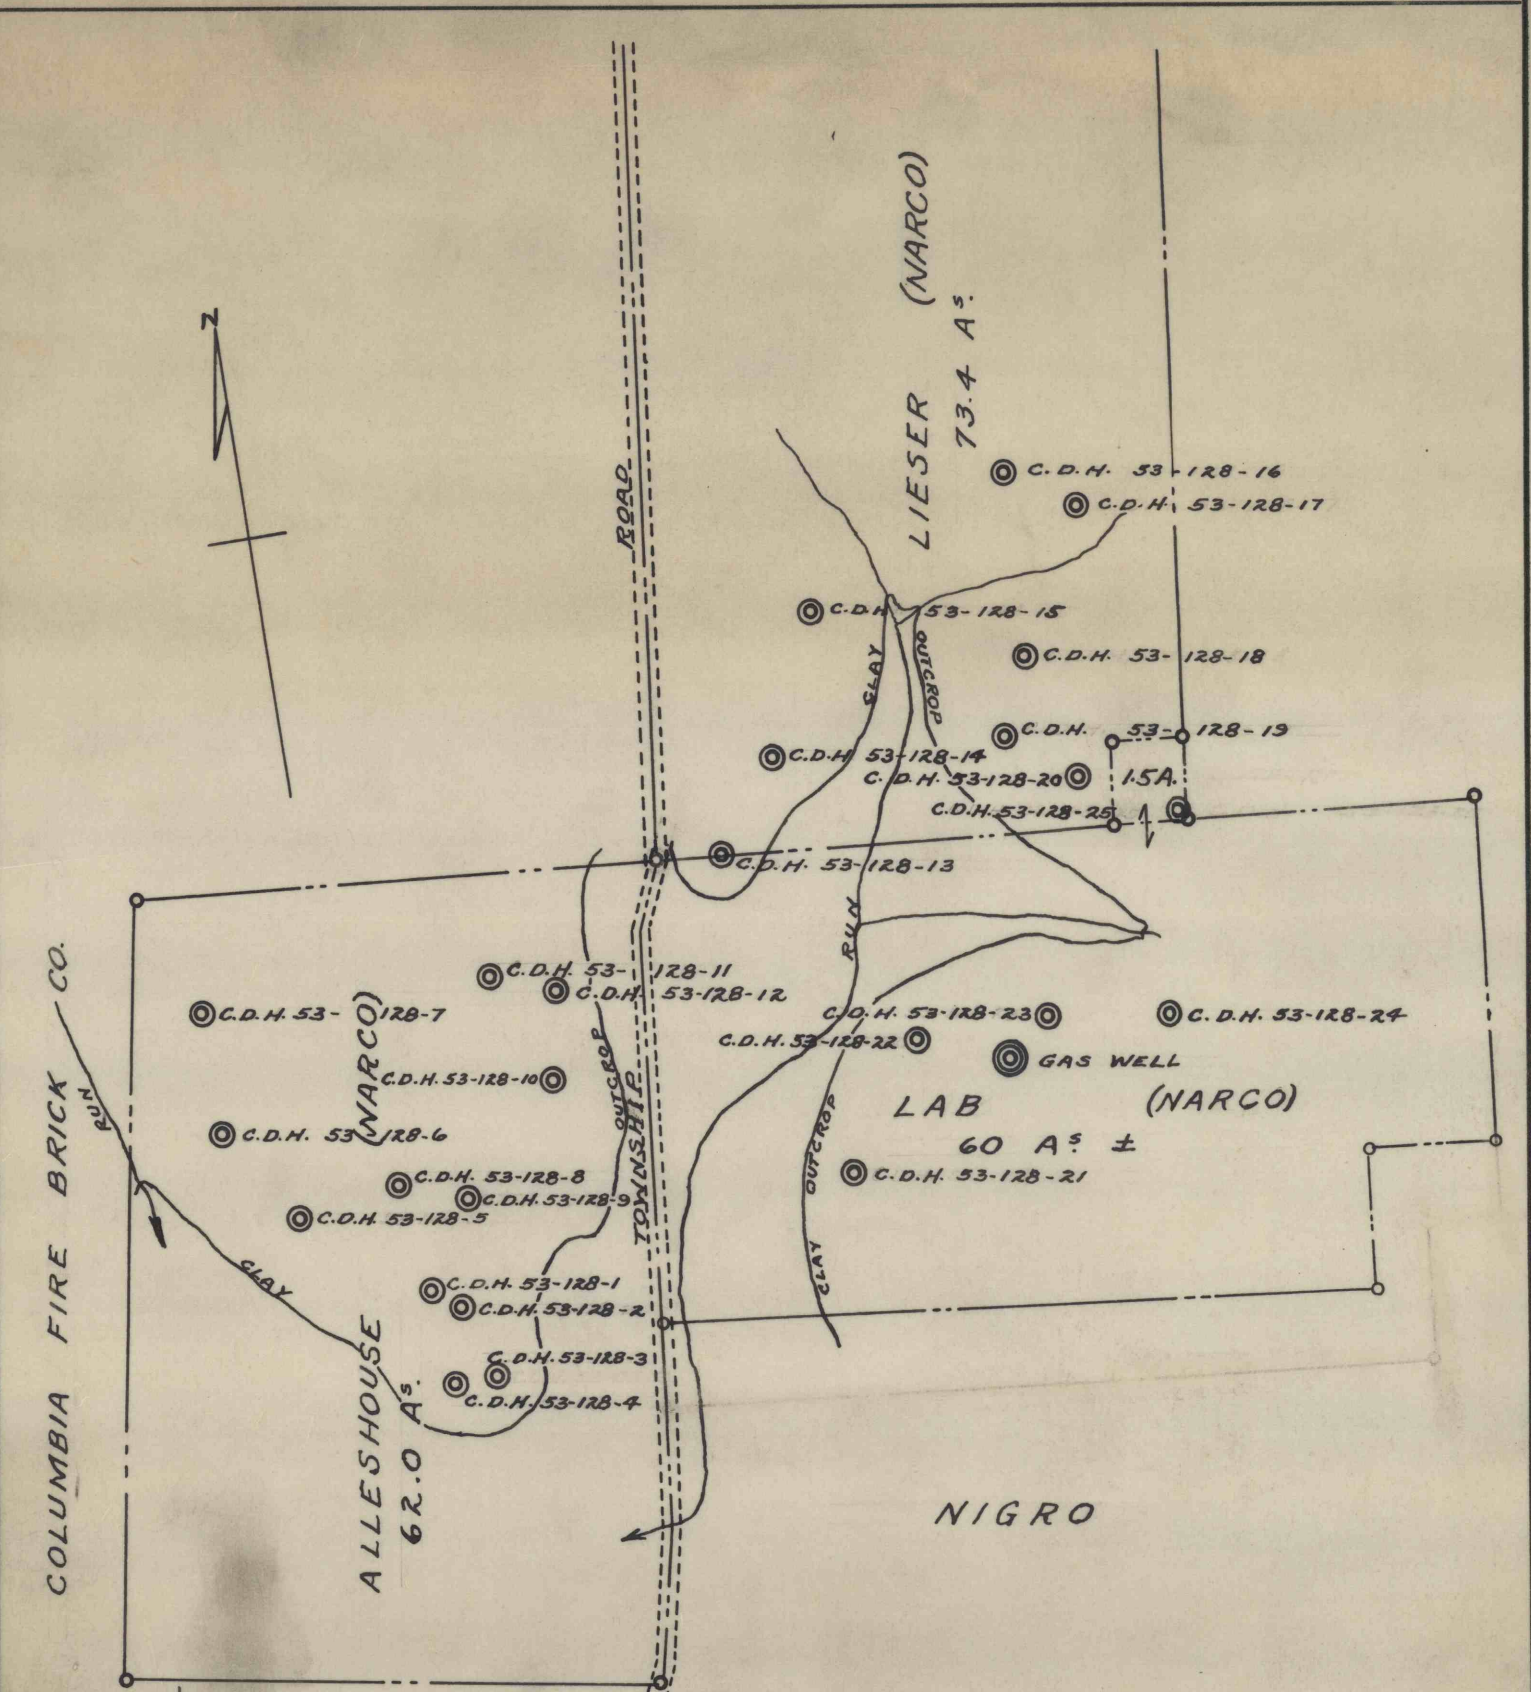 N
ROAD
LIESER (NARCO)
73.4 As.
C.D.H. 53-128-16
C.D.H. 53-128-17
C.D.H. 53-128-15
CLAY
OUTCROP
C.D.H. 53-128-18
C.D.H. 53-128-19
C.D.H. 53-128-14
C.D.H. 53-128-20
1.5A.
C.D.H. 53-128-25
C.D.H. 53-128-13
RUN
COLUMBIA FIRE BRICK CO.
RUN
C.D.H. 53-128-11
C.D.H. 53-128-12
C.D.H. 53-128-7
C.D.H. 53-128-23
C.D.H. 53-128-24
C.D.H. 53-128-22
GAS WELL
OUTCROP
TOWNSHIP
C.D.H. 53-128-10
LAB (NARCO)
60 As ±
C.D.H. 53-128-6
C.D.H. 53-128-8
C.D.H. 53-128-9
C.D.H. 53-128-21
C.D.H. 53-128-5
CLAY OUTCROP
CLAY
C.D.H. 53-128-1
C.D.H. 53-128-2
C.D.H. 53-128-3
C.D.H. 53-128-4
ALLESHOUSE (NARCO)
62.0 As.
NIGRO